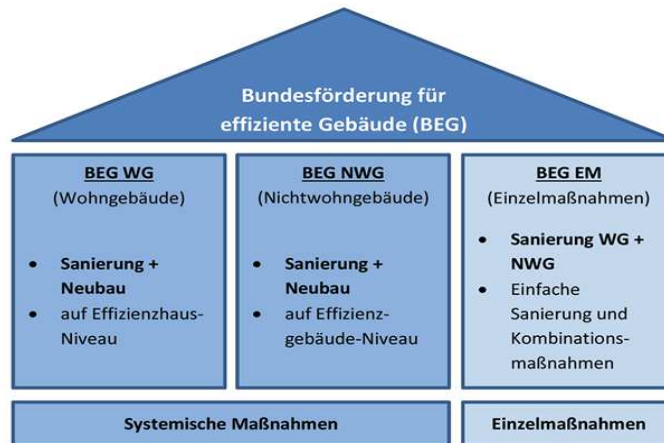 Bundesförderung für
effiziente Gebäude (BEG)
BEG WG
(Wohngebäude)
• Sanierung +
Neubau
• auf Effizienzhaus-
Niveau
BEG NWG
(Nichtwohngebäude)
• Sanierung +
Neubau
• auf Effizienz-
gebäude-Niveau
BEG EM
(Einzelmaßnahmen)
• Sanierung WG +
NWG
• Einfache
Sanierung und
Kombinations-
maßnahmen
Systemische Maßnahmen
Einzelmaßnahmen